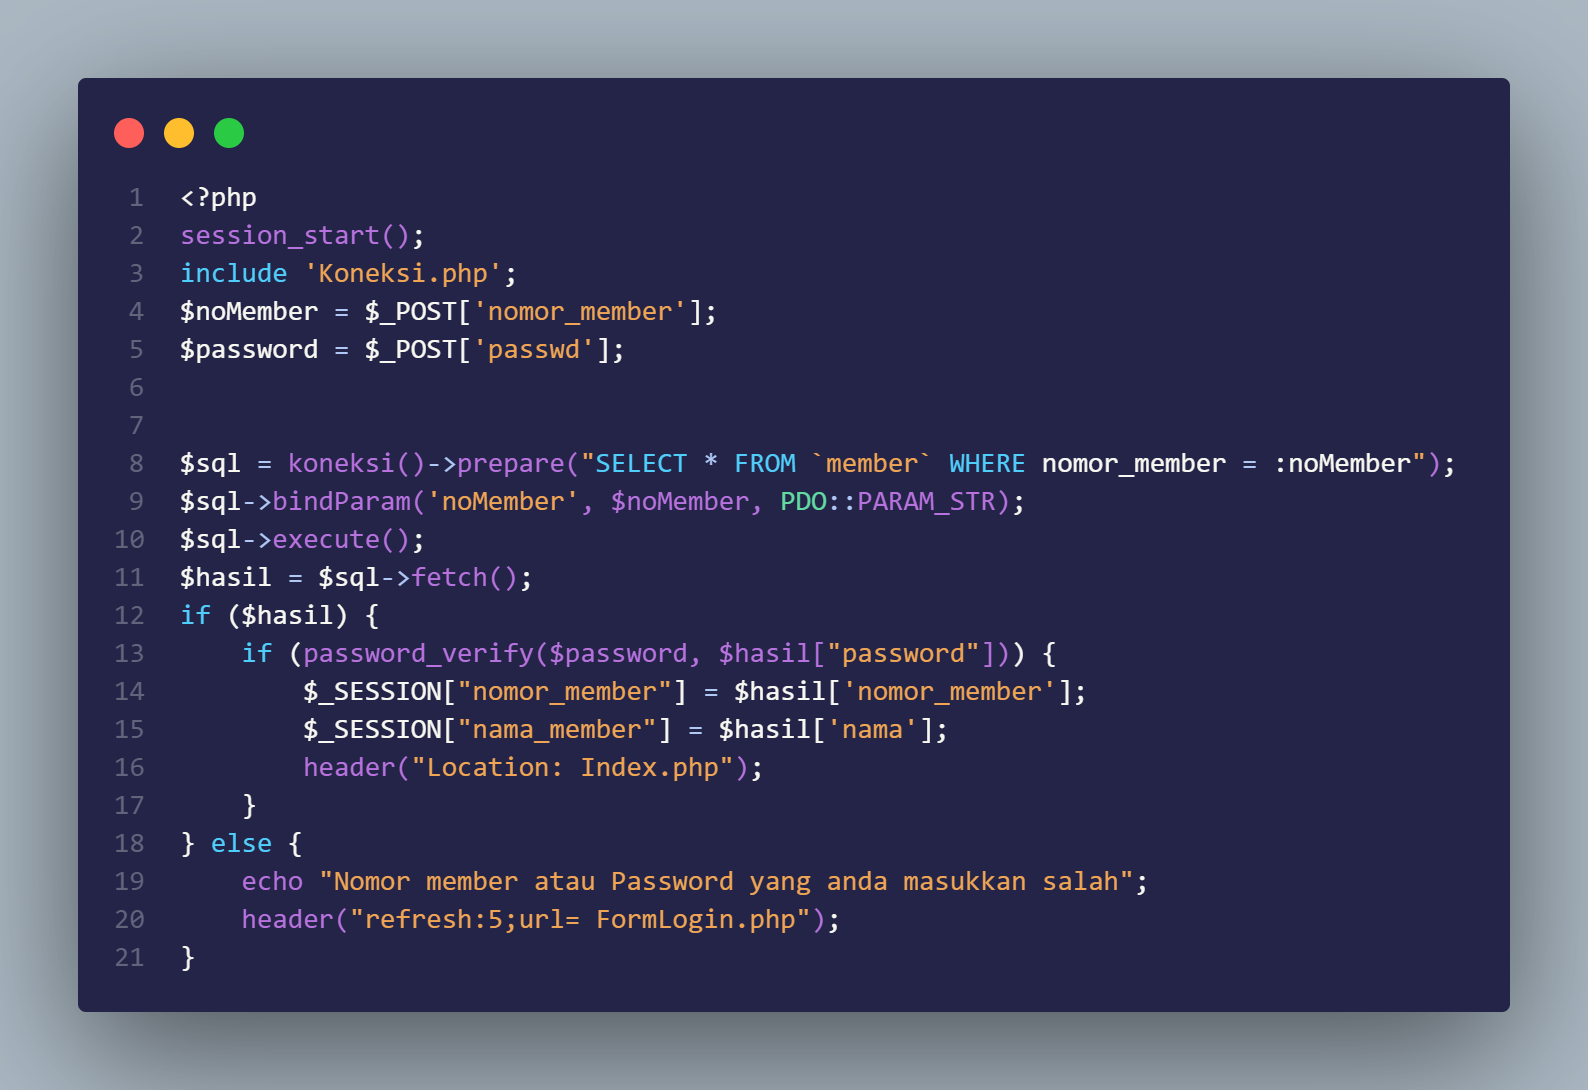 1 <?php
2 session_start();
3 include 'Koneksi.php';
4 $noMember = $_POST['nomor_member'];
5 $password = $_POST['passwd'];
6
7
8 $sql = koneksi()->prepare("SELECT * FROM `member` WHERE nomor_member = :noMember");
9 $sql->bindParam('noMember', $noMember, PDO::PARAM_STR);
10 $sql->execute();
11 $hasil = $sql->fetch();
12 if ($hasil) {
13     if (password_verify($password, $hasil["password"])) {
14         $_SESSION["nomor_member"] = $hasil['nomor_member'];
15         $_SESSION["nama_member"] = $hasil['nama'];
16         header("Location: Index.php");
17     }
18 } else {
19     echo "Nomor member atau Password yang anda masukkan salah";
20     header("refresh:5;url= FormLogin.php");
21 }